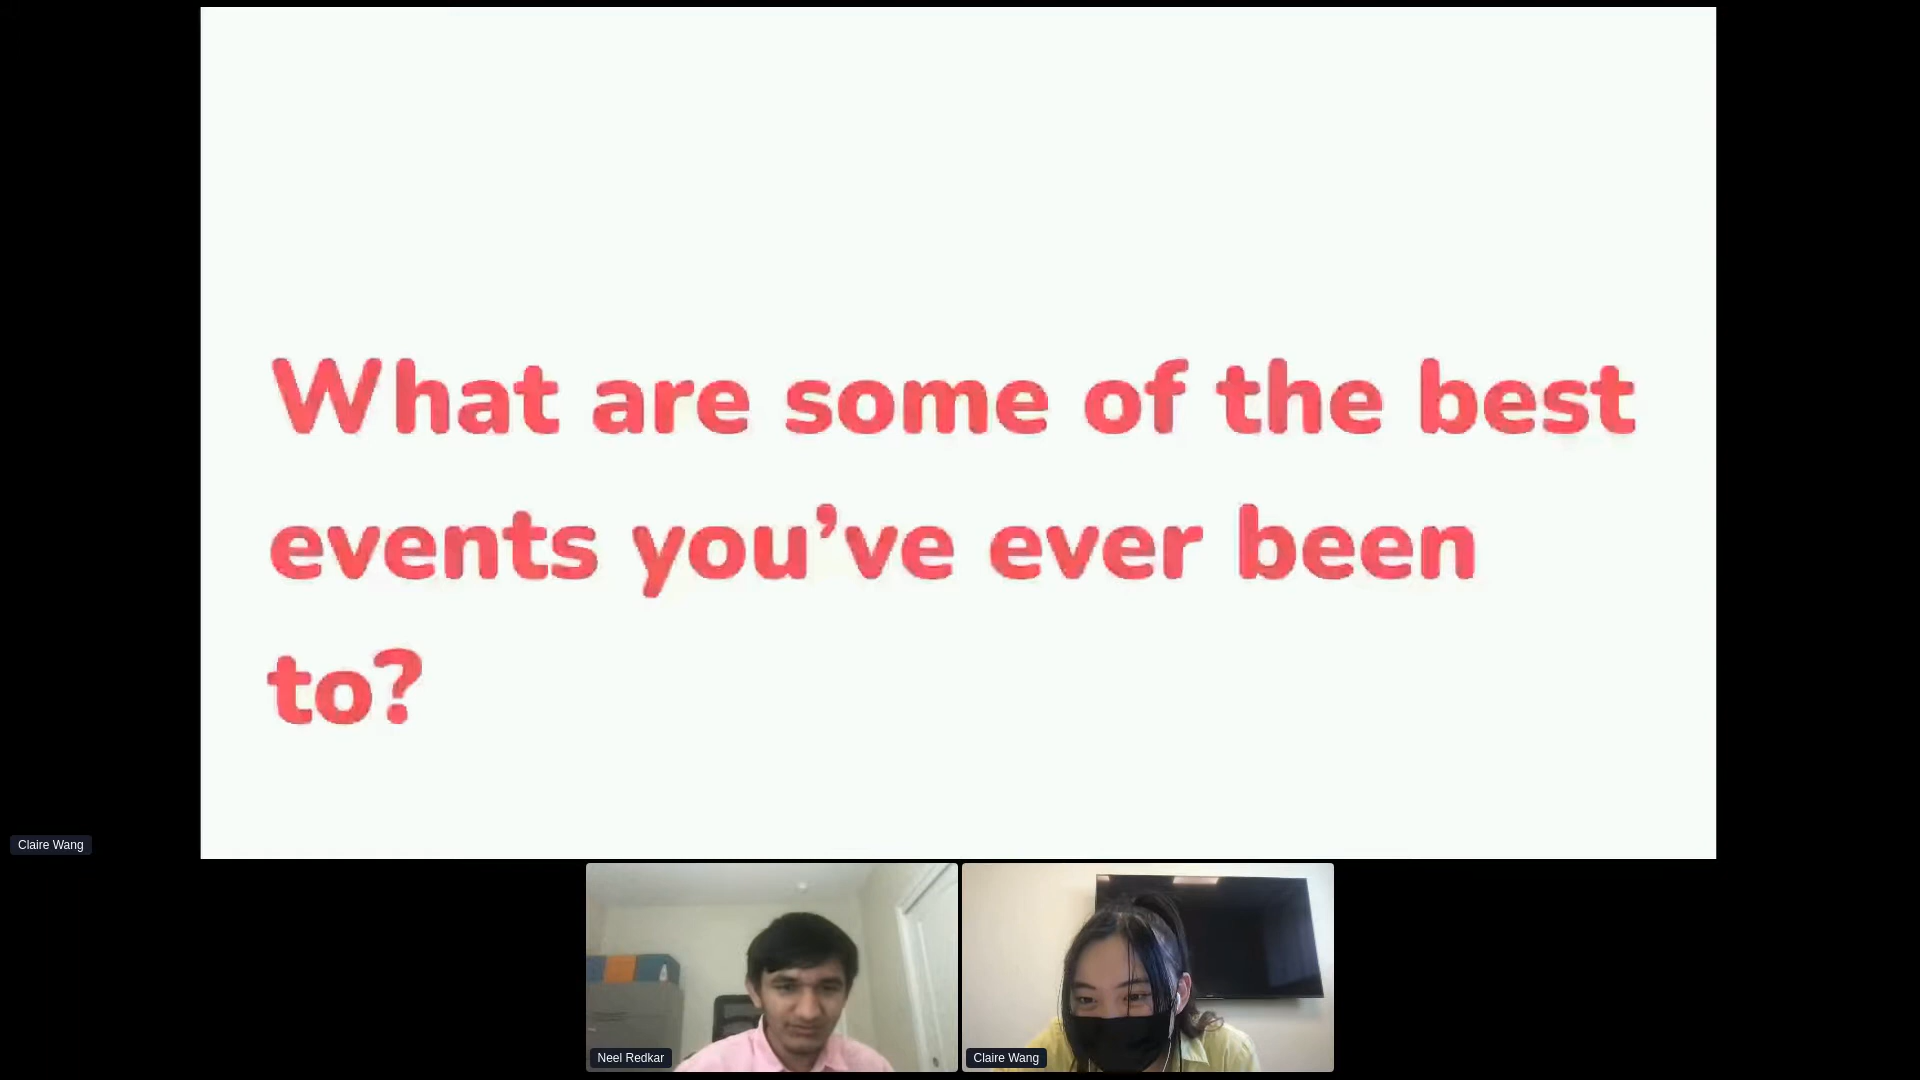 What are some of the best
events you’ve ever been
to?
Claire Wang
Neel Redkar
Claire Wang